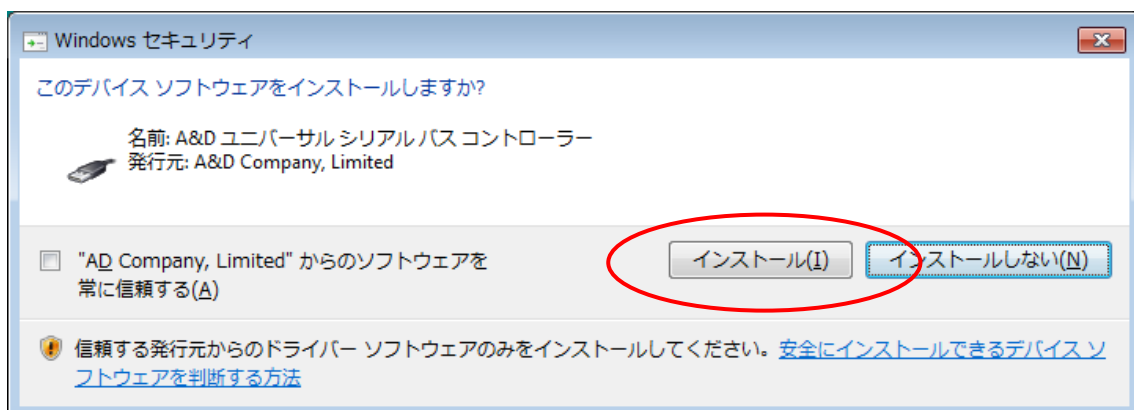 Windows セキュリティ
このデバイス ソフトウェアをインストールしますか?
名前: A&D ユニバーサル シリアル バス コントローラー
発行元: A&D Company, Limited
"AD Company, Limited" からのソフトウェアを
常に信頼する(A)
インストール(I)
インストールしない(N)
信頼する発行元からのドライバー ソフトウェアのみをインストールしてください。安全にインストールできるデバイス ソ
フトウェアを判断する方法